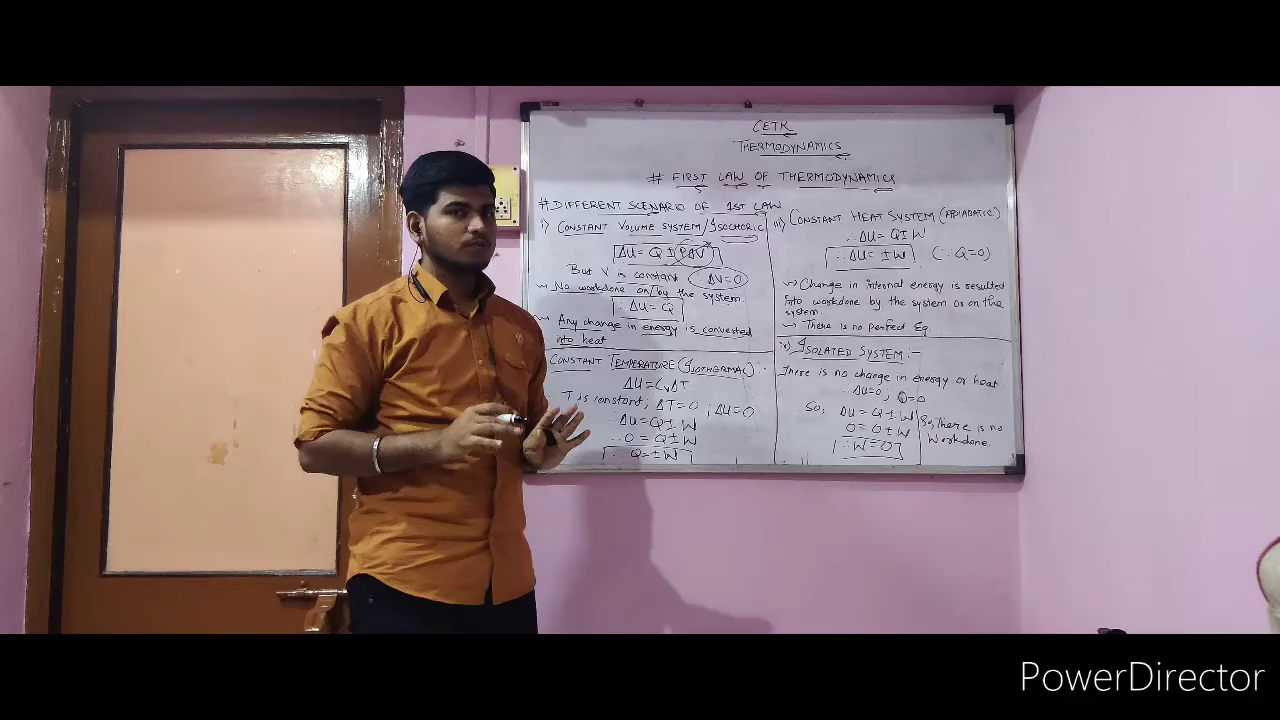 CETK
THERMODYNAMICS
# FIRST LAW OF THERMODYNAMICS
# DIFFERENT SCENARIO OF 1ST LAW
i) CONSTANT VOLUME SYSTEM / ISOCHORIC
ΔU = Q ± PΔV
But V is constant ΔV=0
No workdone on/by the system
∴ ΔU = Q
Any change in energy is converted
into heat
CONSTANT TEMPERATURE (ISOTHERMAL) :-
ΔU = CvΔT
T is constant, ΔT=0 ; ΔU=0
∴ ΔU = Q ± W
∴ 0 = Q ± W
∴ Q = ± W
iii) CONSTANT HEAT SYSTEM (APIADATIC)
∴ ΔU = Q ± W
∴ ΔU = ± W (∵ Q=0)
Change in internal energy is resulted
into workdone by the system or on the
system.
There is no perfect Eq
iv) ISOLATED SYSTEM :-
There is no change in energy or heat.
∴ ΔU=0, Q=0
So, ΔU = Q ± W
0 = 0 ± W
∴ W = 0
So, There is no
Workdone.
PowerDirector